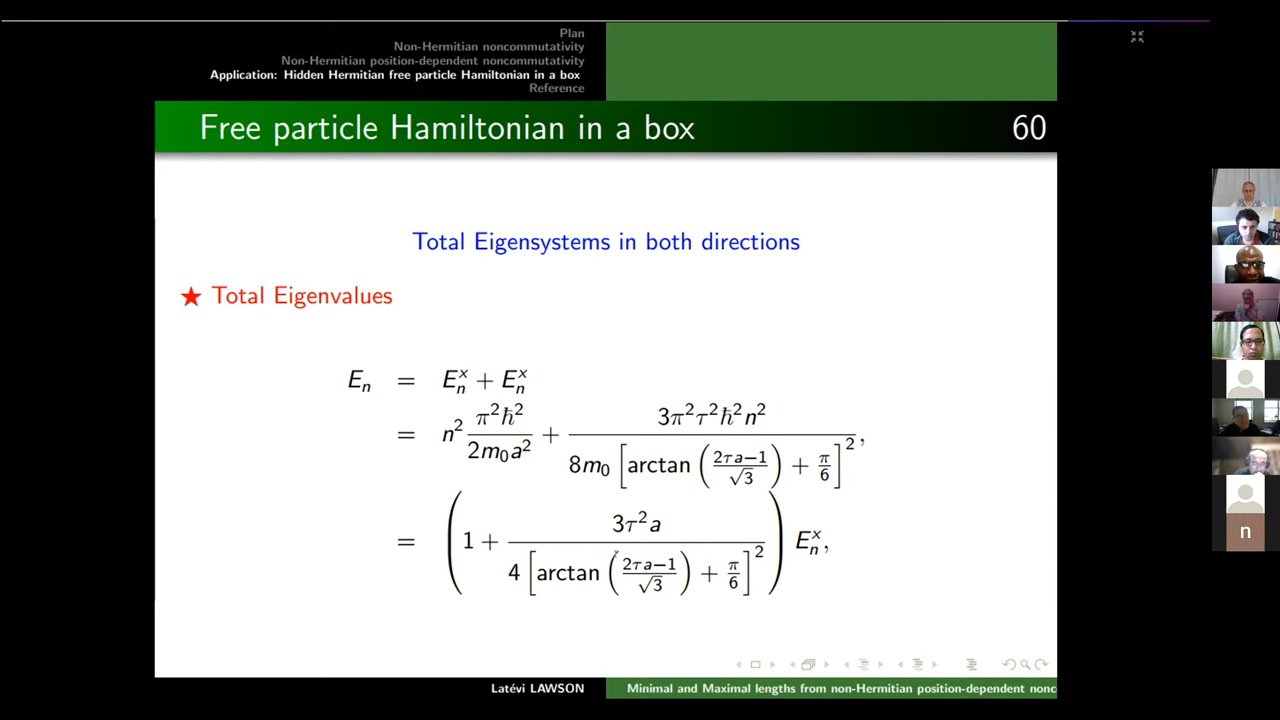 Plan
Non-Hermitian noncommutativity
Non-Hermitian position-dependent noncommutativity
Application: Hidden Hermitian free particle Hamiltonian in a box
Reference
Free particle Hamiltonian in a box 60
Total Eigensystems in both directions
★ Total Eigenvalues
Eₙ = Eₙˣ + Eₙˣ
= n² π²ħ²/(2m₀a²) + 3π²τ²ħ²n² / (8m₀ [arctan((2τa−1)/√3) + π/6]²),
= (1 + 3τ²a / (4 [arctan((2τa−1)/√3) + π/6]²)) Eₙˣ,
Latévi LAWSON Minimal and Maximal lengths from non-Hermitian position-dependent nonc
n